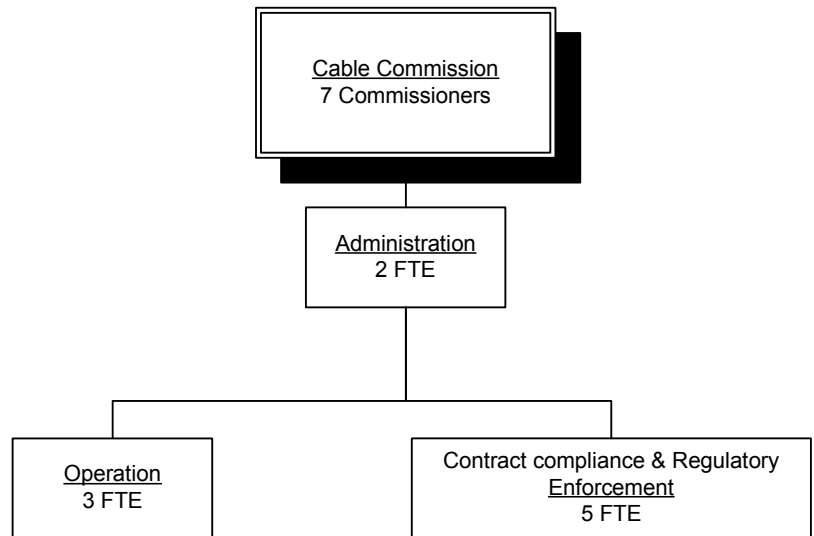 Cable Commission
7 Commissioners
Administration
2 FTE
Operation
3 FTE
Contract compliance & Regulatory
Enforcement
5 FTE